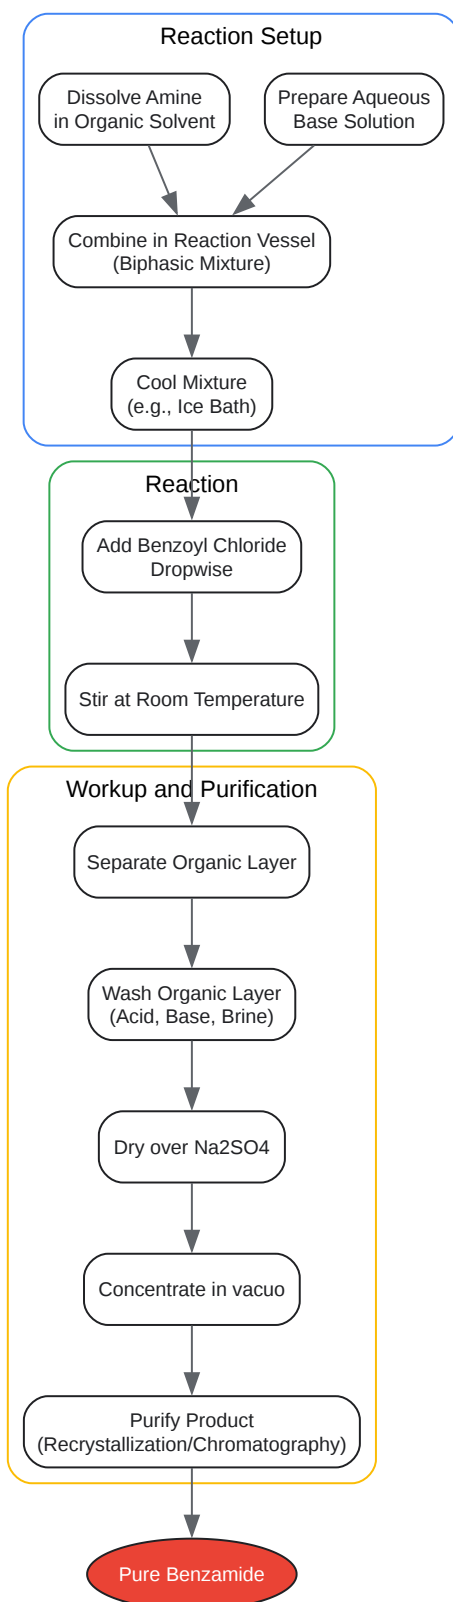 Reaction Setup
Dissolve Amine
in Organic Solvent
Prepare Aqueous
Base Solution
Combine in Reaction Vessel
(Biphasic Mixture)
Cool Mixture
(e.g., Ice Bath)
Reaction
Add Benzoyl Chloride
Dropwise
Stir at Room Temperature
Workup and Purification
Separate Organic Layer
Wash Organic Layer
(Acid, Base, Brine)
Dry over Na2SO4
Concentrate in vacuo
Purify Product
(Recrystallization/Chromatography)
Pure Benzamide